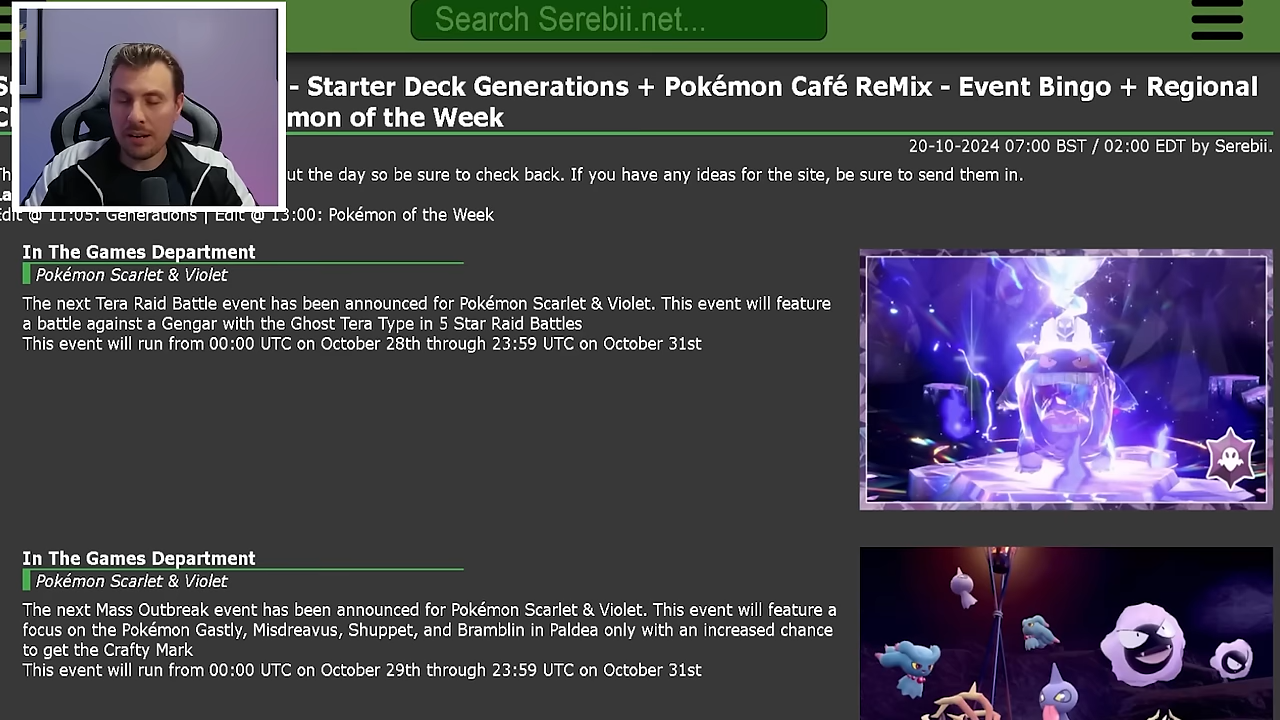 Search Serebii.net...
- Starter Deck Generations + Pokémon Café ReMix - Event Bingo + Regional
mon of the Week
20-10-2024 07:00 BST / 02:00 EDT by Serebii.
ut the day so be sure to check back. If you have any ideas for the site, be sure to send them in.
Edit @ 11:05: Generations | Edit @ 13:00: Pokémon of the Week
In The Games Department
Pokémon Scarlet & Violet
The next Tera Raid Battle event has been announced for Pokémon Scarlet & Violet. This event will feature
a battle against a Gengar with the Ghost Tera Type in 5 Star Raid Battles
This event will run from 00:00 UTC on October 28th through 23:59 UTC on October 31st
In The Games Department
Pokémon Scarlet & Violet
The next Mass Outbreak event has been announced for Pokémon Scarlet & Violet. This event will feature a
focus on the Pokémon Gastly, Misdreavus, Shuppet, and Bramblin in Paldea only with an increased chance
to get the Crafty Mark
This event will run from 00:00 UTC on October 29th through 23:59 UTC on October 31st